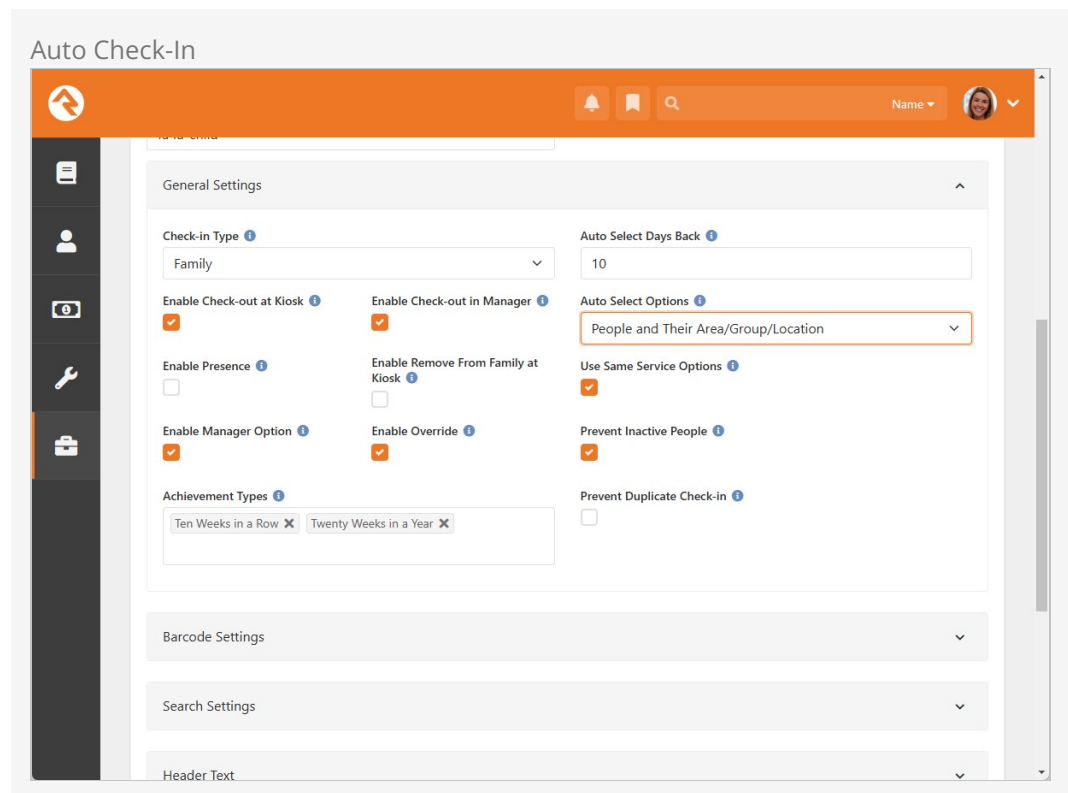 Auto Check-In
Name
General Settings
Check-in Type
Auto Select Days Back
Family
10
Enable Check-out at Kiosk
Enable Check-out in Manager
Auto Select Options
People and Their Area/Group/Location
Enable Presence
Enable Remove From Family at
Kiosk
Use Same Service Options
Enable Manager Option
Enable Override
Prevent Inactive People
Achievement Types
Prevent Duplicate Check-in
Ten Weeks in a Row
Twenty Weeks in a Year
Barcode Settings
Search Settings
Header Text